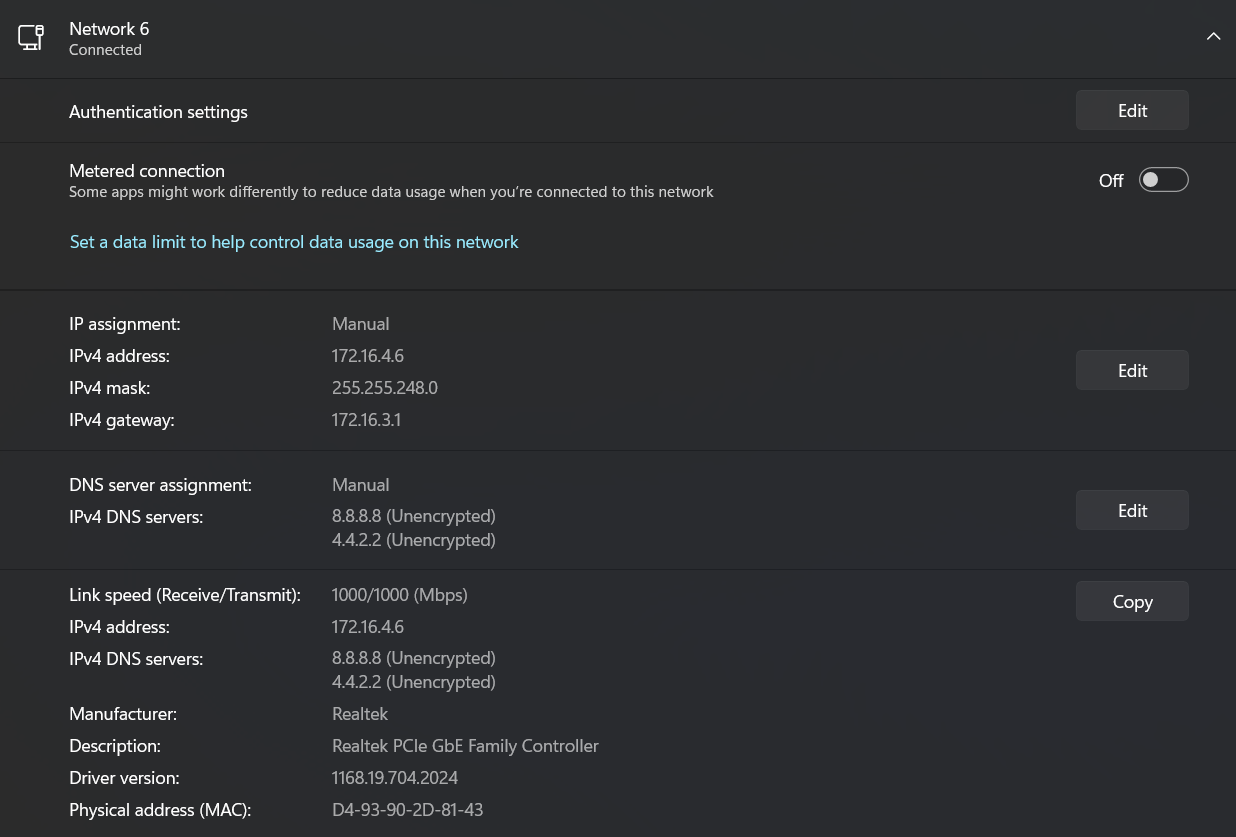 Network 6
Connected
Authentication settings
Edit
Metered connection
Some apps might work differently to reduce data usage when you're connected to this network
Off
Set a data limit to help control data usage on this network
IP assignment: Manual
IPv4 address: 172.16.4.6
IPv4 mask: 255.255.248.0
IPv4 gateway: 172.16.3.1
Edit
DNS server assignment: Manual
IPv4 DNS servers: 8.8.8.8 (Unencrypted)
4.4.2.2 (Unencrypted)
Edit
Link speed (Receive/Transmit): 1000/1000 (Mbps)
Copy
IPv4 address: 172.16.4.6
IPv4 DNS servers: 8.8.8.8 (Unencrypted)
4.4.2.2 (Unencrypted)
Manufacturer: Realtek
Description: Realtek PCIe GbE Family Controller
Driver version: 1168.19.704.2024
Physical address (MAC): D4-93-90-2D-81-43